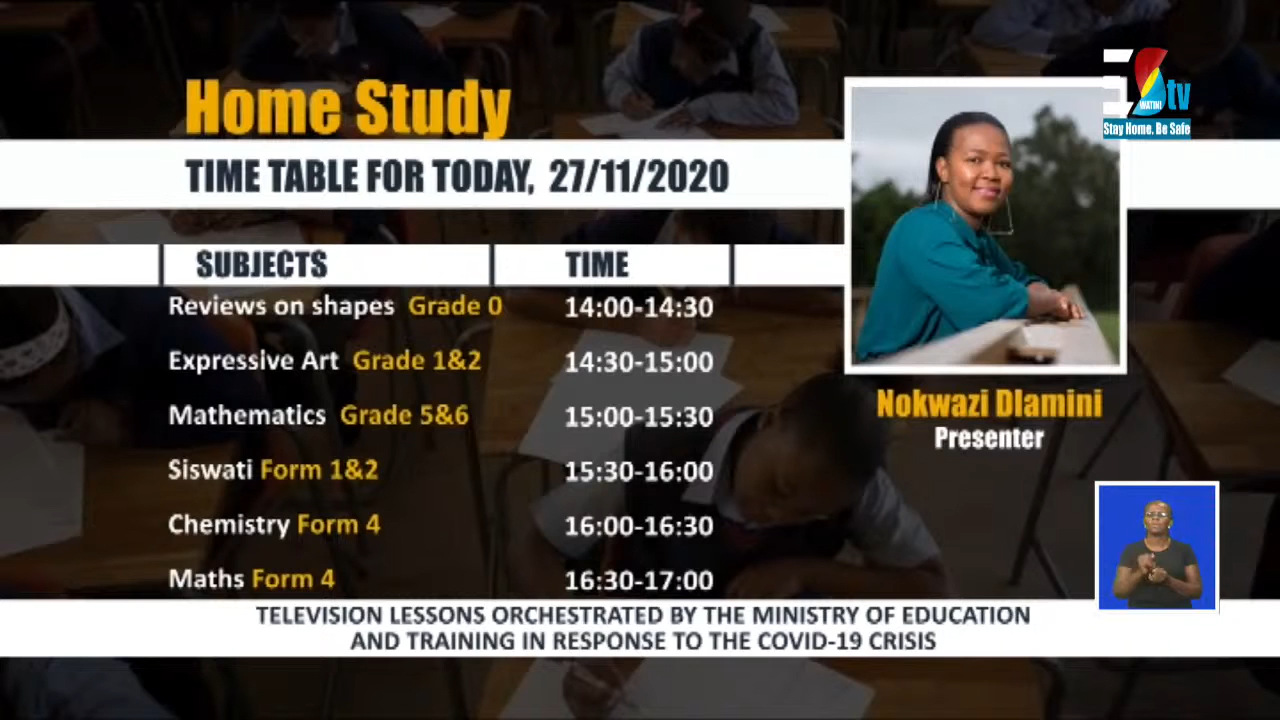 Home Study
TIME TABLE FOR TODAY, 27/11/2020
SUBJECTS TIME
Reviews on shapes Grade 0 14:00-14:30
Expressive Art Grade 1&2 14:30-15:00
Mathematics Grade 5&6 15:00-15:30
Siswati Form 1&2 15:30-16:00
Chemistry Form 4 16:00-16:30
Maths Form 4 16:30-17:00
TELEVISION LESSONS ORCHESTRATED BY THE MINISTRY OF EDUCATION
AND TRAINING IN RESPONSE TO THE COVID-19 CRISIS
ESWATINI tv
Stay Home. Be Safe
Nokwazi Dlamini
Presenter